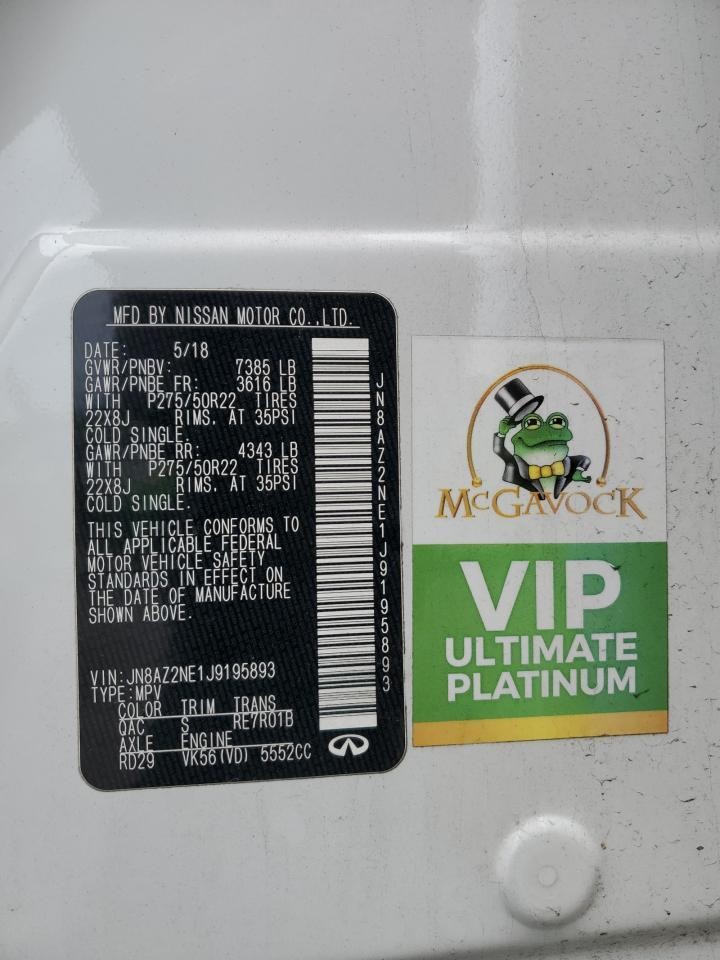 MFD BY NISSAN MOTOR CO.,LTD.
DATE: 5/18
GVWR/PNBV: 7385 LB
GAWR/PNBE FR: 3616 LB
WITH P275/50R22 TIRES
22X8J RIMS, AT 35PSI
COLD SINGLE.
GAWR/PNBE RR: 4343 LB
WITH P275/50R22 TIRES
22X8J RIMS, AT 35PSI
COLD SINGLE.
THIS VEHICLE CONFORMS TO
ALL APPLICABLE FEDERAL
MOTOR VEHICLE SAFETY
STANDARDS IN EFFECT ON
THE DATE OF MANUFACTURE
SHOWN ABOVE.
VIN:JN8AZ2NE1J9195893
TYPE:MPV
COLOR TRIM TRANS
QAC S RE7R01B
AXLE ENGINE
RD29 VK56(VD) 5552CC
JN8AZ2NE1J9195893
McGAVOCK
VIP
ULTIMATE
PLATINUM